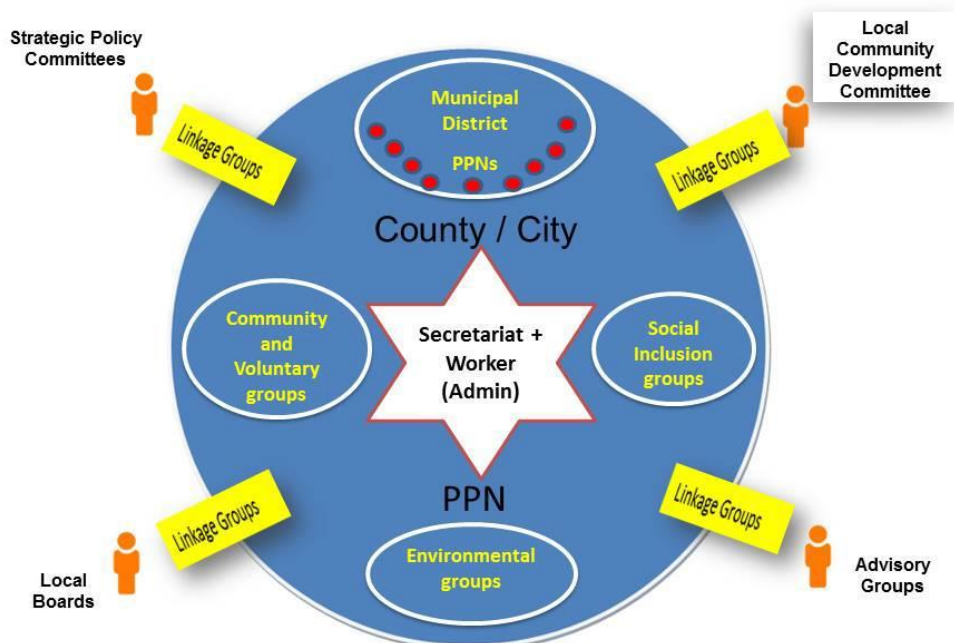 Strategic Policy
Committees
Local
Community
Development
Committee
Linkage Groups
Municipal
District
PPNs
Linkage Groups
County / City
Community
and
Voluntary
groups
Secretariat +
Worker
(Admin)
Social
Inclusion
groups
PPN
Linkage Groups
Linkage Groups
Environmental
groups
Local
Boards
Advisory
Groups